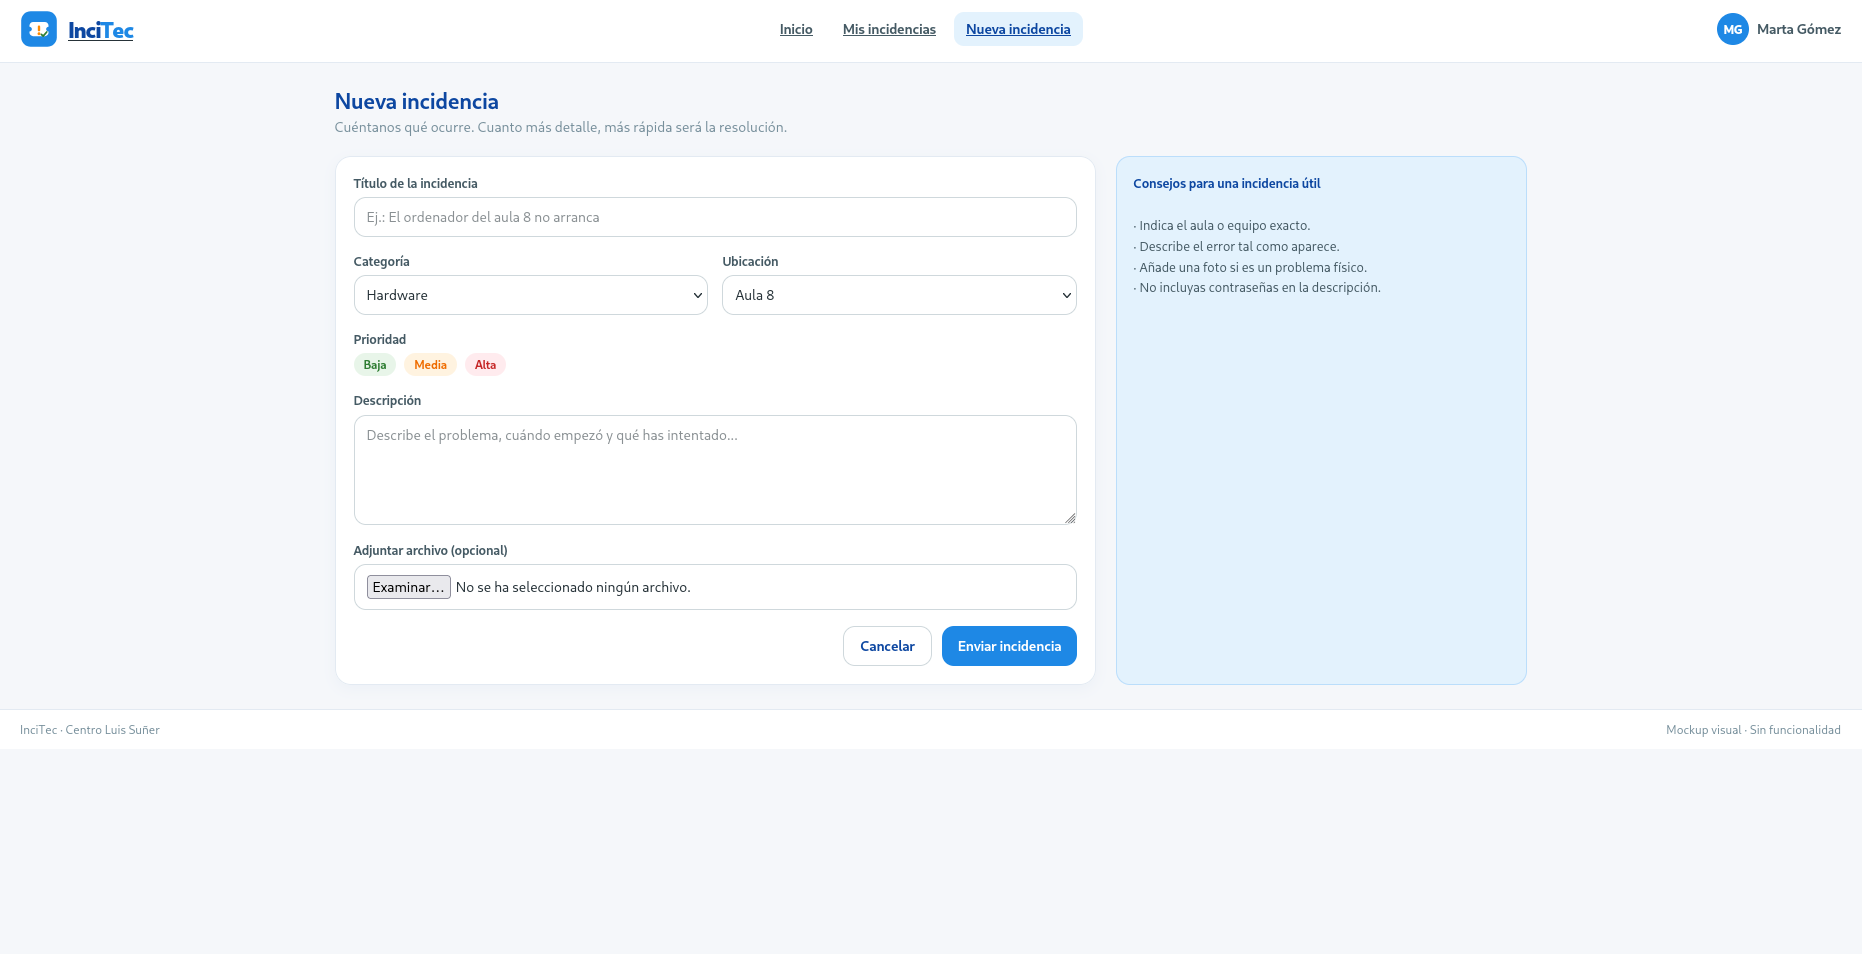 InciTec
Inicio
Mis incidencias
Nueva incidencia
MG
Marta Gómez
Nueva incidencia
Cuéntanos qué ocurre. Cuanto más detalle, más rápida será la resolución.
Título de la incidencia
Ej.: El ordenador del aula 8 no arranca
Categoría
Ubicación
Hardware
Aula 8
Prioridad
Baja
Media
Alta
Descripción
Describe el problema, cuándo empezó y qué has intentado...
Adjuntar archivo (opcional)
Examinar... No se ha seleccionado ningún archivo.
Cancelar
Enviar incidencia
Consejos para una incidencia útil
· Indica el aula o equipo exacto.
· Describe el error tal como aparece.
· Añade una foto si es un problema físico.
· No incluyas contraseñas en la descripción.
InciTec · Centro Luis Suñer
Mockup visual · Sin funcionalidad